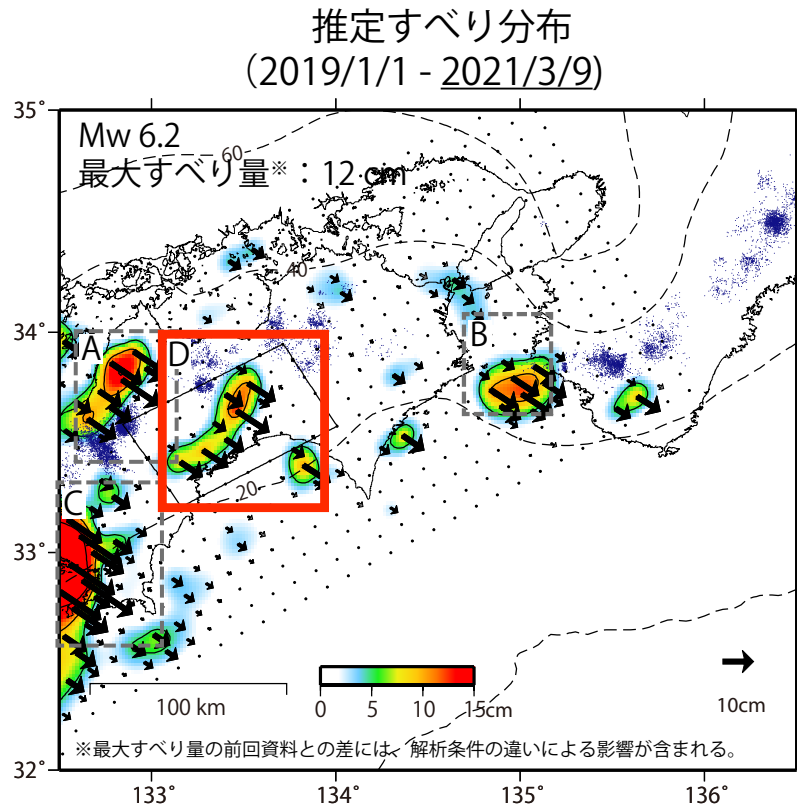 推定すべり分布
(2019/1/1 - 2021/3/9)
35°
Mw 6.2
最大すべり量※：12 cm
60
40
34°
A
D
B
20
C
33°
100 km
0 5 10 15cm
10cm
※最大すべり量の前回資料との差には、解析条件の違いによる影響が含まれる。
32°
133° 134° 135° 136°